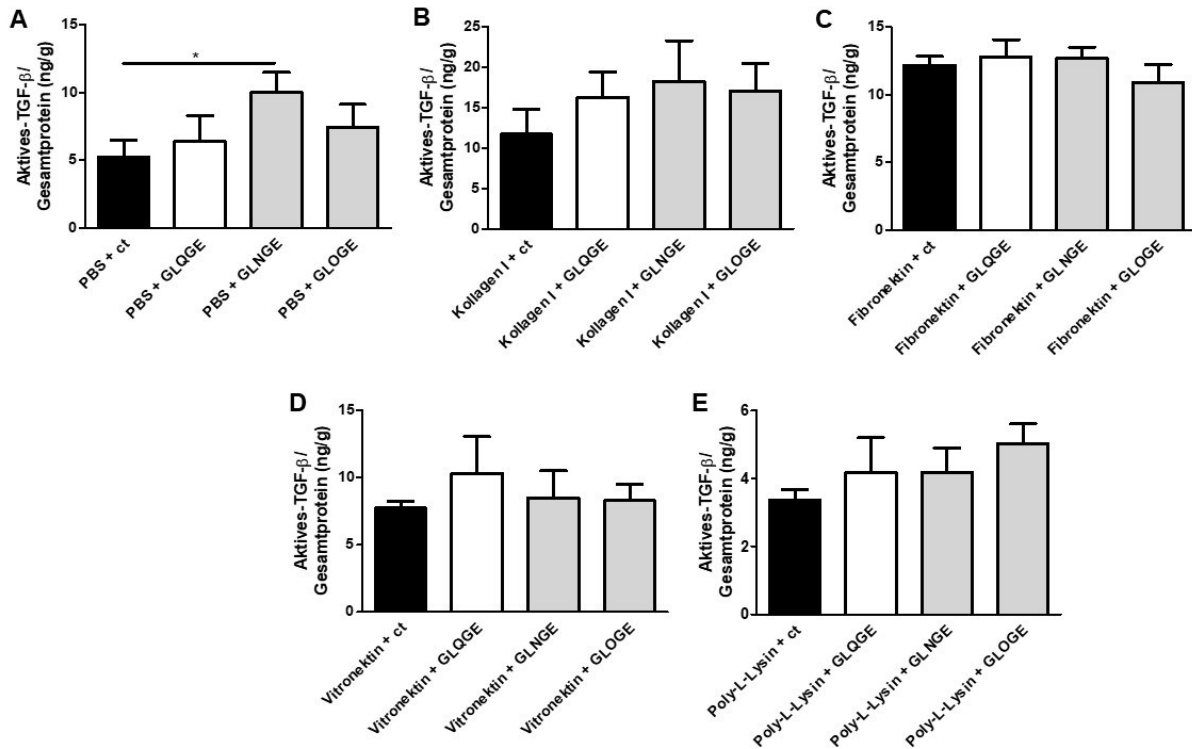 A
Aktives-TGF-β/
Gesamtprotein (ng/g)
15
10
5
0
*
PBS + ct
PBS + GLQGE
PBS + GLNGE
PBS + GLOGE
B
Aktives-TGF-β/
Gesamtprotein (ng/g)
25
20
15
10
5
0
Kollagen I + ct
Kollagen I + GLQGE
Kollagen I + GLNGE
Kollagen I + GLOGE
C
Aktives-TGF-β/
Gesamtprotein (ng/g)
15
10
5
0
Fibronektin + ct
Fibronektin + GLQGE
Fibronektin + GLNGE
Fibronektin + GLOGE
D
Aktives-TGF-β/
Gesamtprotein (ng/g)
15
10
5
0
Vitronektin + ct
Vitronektin + GLQGE
Vitronektin + GLNGE
Vitronektin + GLOGE
E
Aktives-TGF-β/
Gesamtprotein (ng/g)
6
4
2
0
Poly-L-Lysin + ct
Poly-L-Lysin + GLQGE
Poly-L-Lysin + GLNGE
Poly-L-Lysin + GLOGE